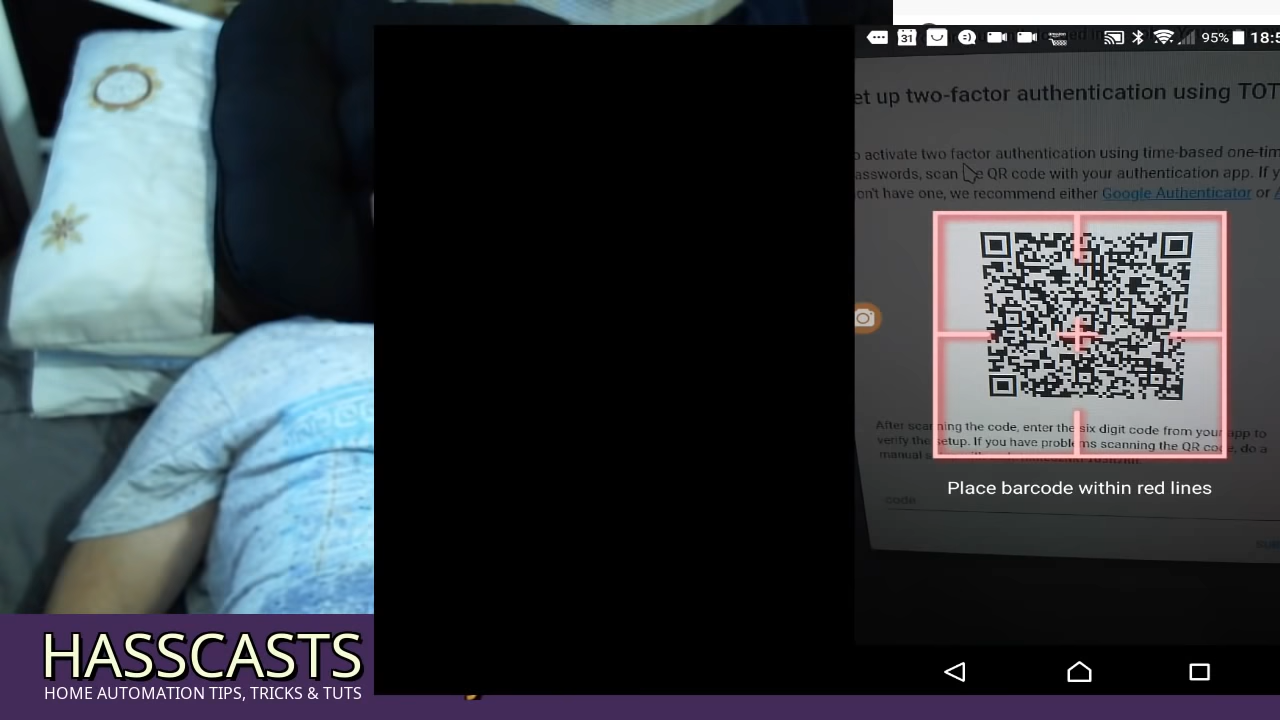 31
95%
18:5
et up two-factor authentication using TOT
o activate two factor authentication using time-based one-tim
asswords, scan e QR code with your authentication app. If y
on't have one, we recommend either Google Authenticator or
After scanning the code, enter the six digit code from your app to
verify the setup. If you have problems scanning the QR code, do a
manual
code
Place barcode within red lines
HASSCASTS
HOME AUTOMATION TIPS, TRICKS & TUTS